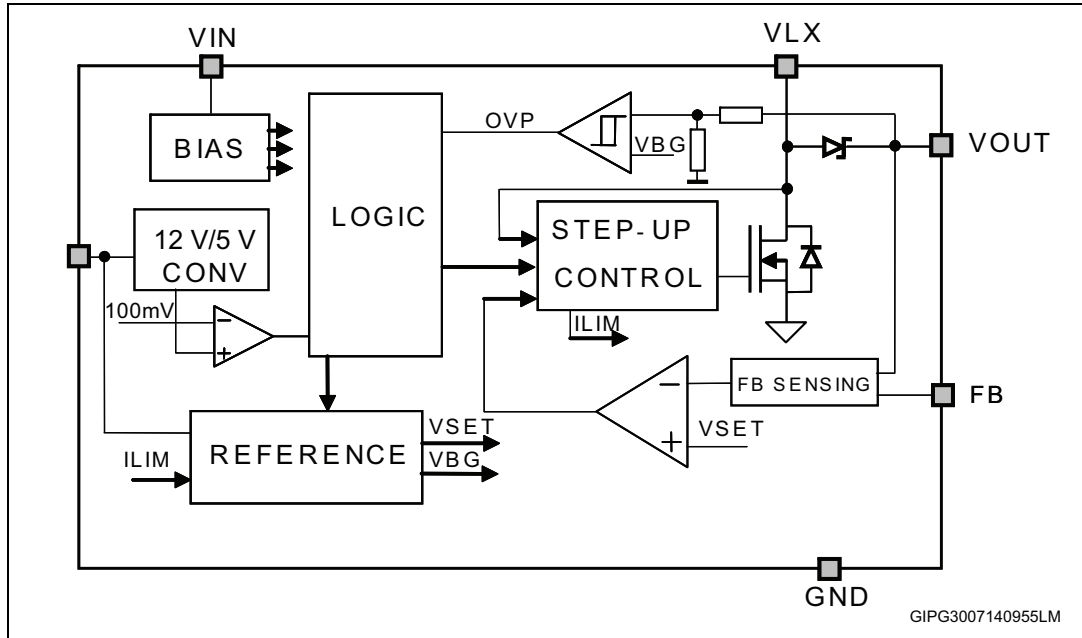 VIN
VLX
BIAS
OVP
VBG
VOUT
LOGIC
STEP-UP
CONTROL
12 V/5 V
CONV
100mV
-
+
ILIM
FB SENSING
FB
-
+
VSET
REFERENCE
VSET
VBG
ILIM
GND
GIPG3007140955LM